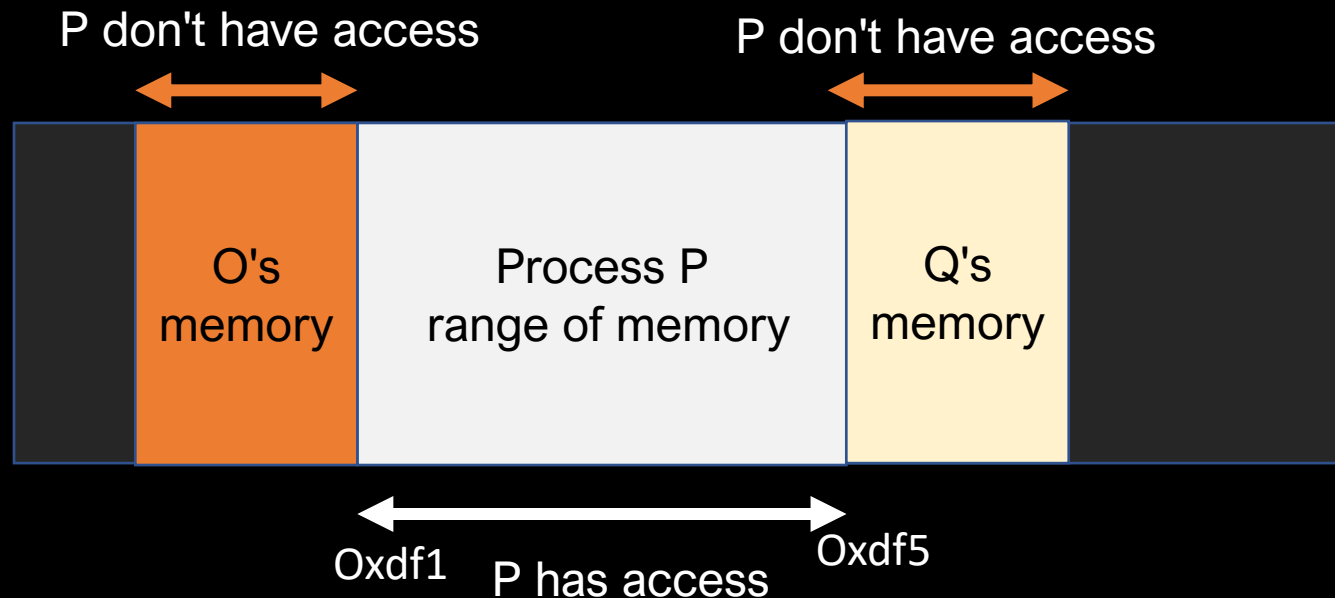 P don't have access
P don't have access
O's
memory
Process P
range of memory
Q's
memory
Oxdf1
Oxdf5
P has access